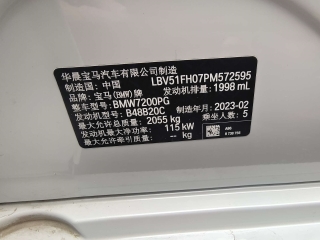 华晨宝马汽车有限公司制造
制造国:中国 LBV51FH07PM572595
品牌:宝马(BMW)牌 发动机排量:1998 mL
整车型号:BMW7200PG
发动机型号:B48B20C 制造年月:2023-02
最大允许总质量:2055 kg 乘坐人数:5
发动机最大净功率:115 kW
最大允许牵引质量:-- kg